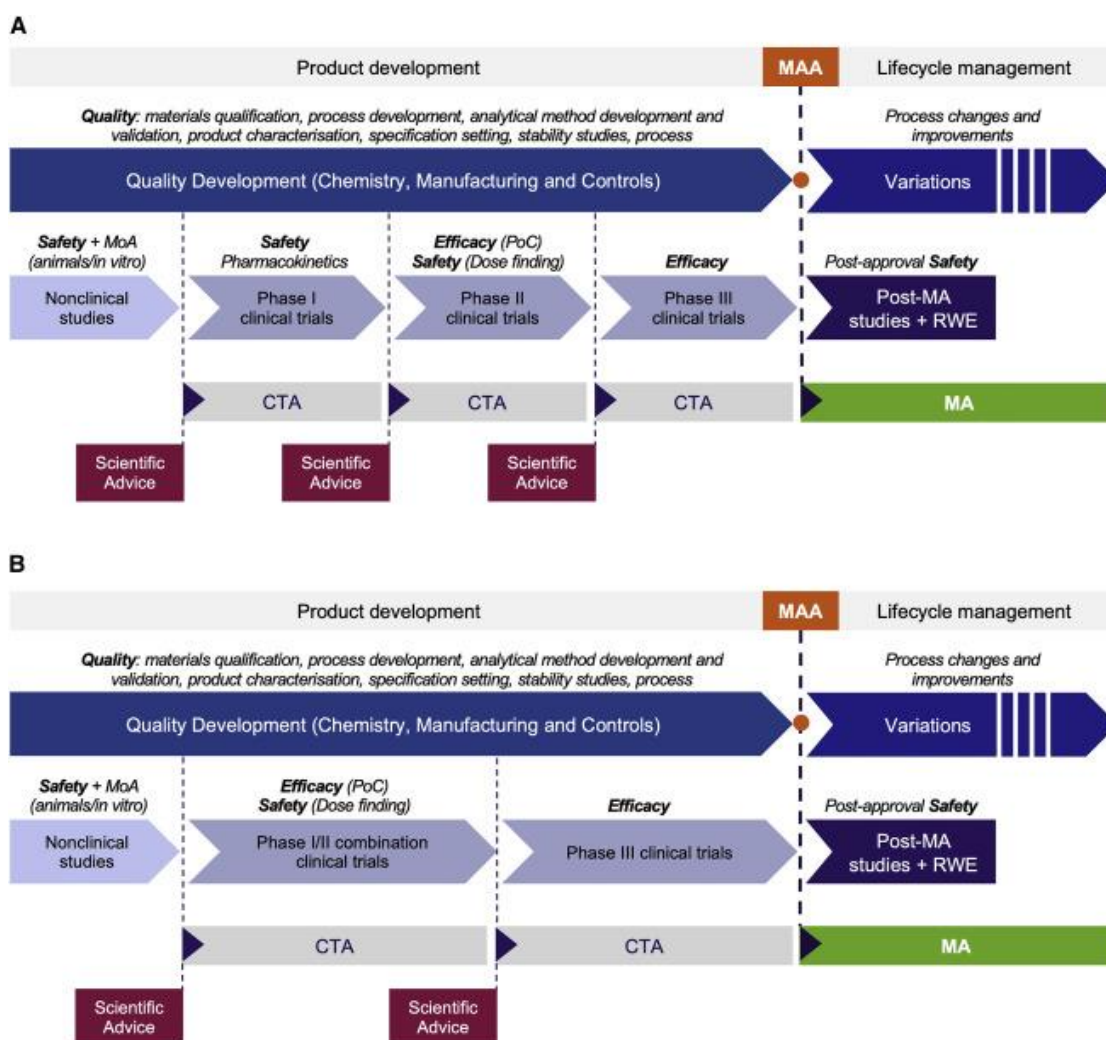 A
Product development
MAA
Lifecycle management
Quality: materials qualification, process development, analytical method development and
validation, product characterisation, specification setting, stability studies, process
Process changes and
improvements
Quality Development (Chemistry, Manufacturing and Controls)
Variations
Safety + MoA
(animals/in vitro)
Safety
Pharmacokinetics
Efficacy (PoC)
Safety (Dose finding)
Efficacy
Post-approval Safety
Nonclinical
studies
Phase I
clinical trials
Phase II
clinical trials
Phase III
clinical trials
Post-MA
studies + RWE
CTA
CTA
CTA
MA
Scientific
Advice
Scientific
Advice
Scientific
Advice
B
Product development
MAA
Lifecycle management
Quality: materials qualification, process development, analytical method development and
validation, product characterisation, specification setting, stability studies, process
Process changes and
improvements
Quality Development (Chemistry, Manufacturing and Controls)
Variations
Safety + MoA
(animals/in vitro)
Efficacy (PoC)
Safety (Dose finding)
Efficacy
Post-approval Safety
Nonclinical
studies
Phase I/II combination
clinical trials
Phase III clinical trials
Post-MA
studies + RWE
CTA
CTA
MA
Scientific
Advice
Scientific
Advice